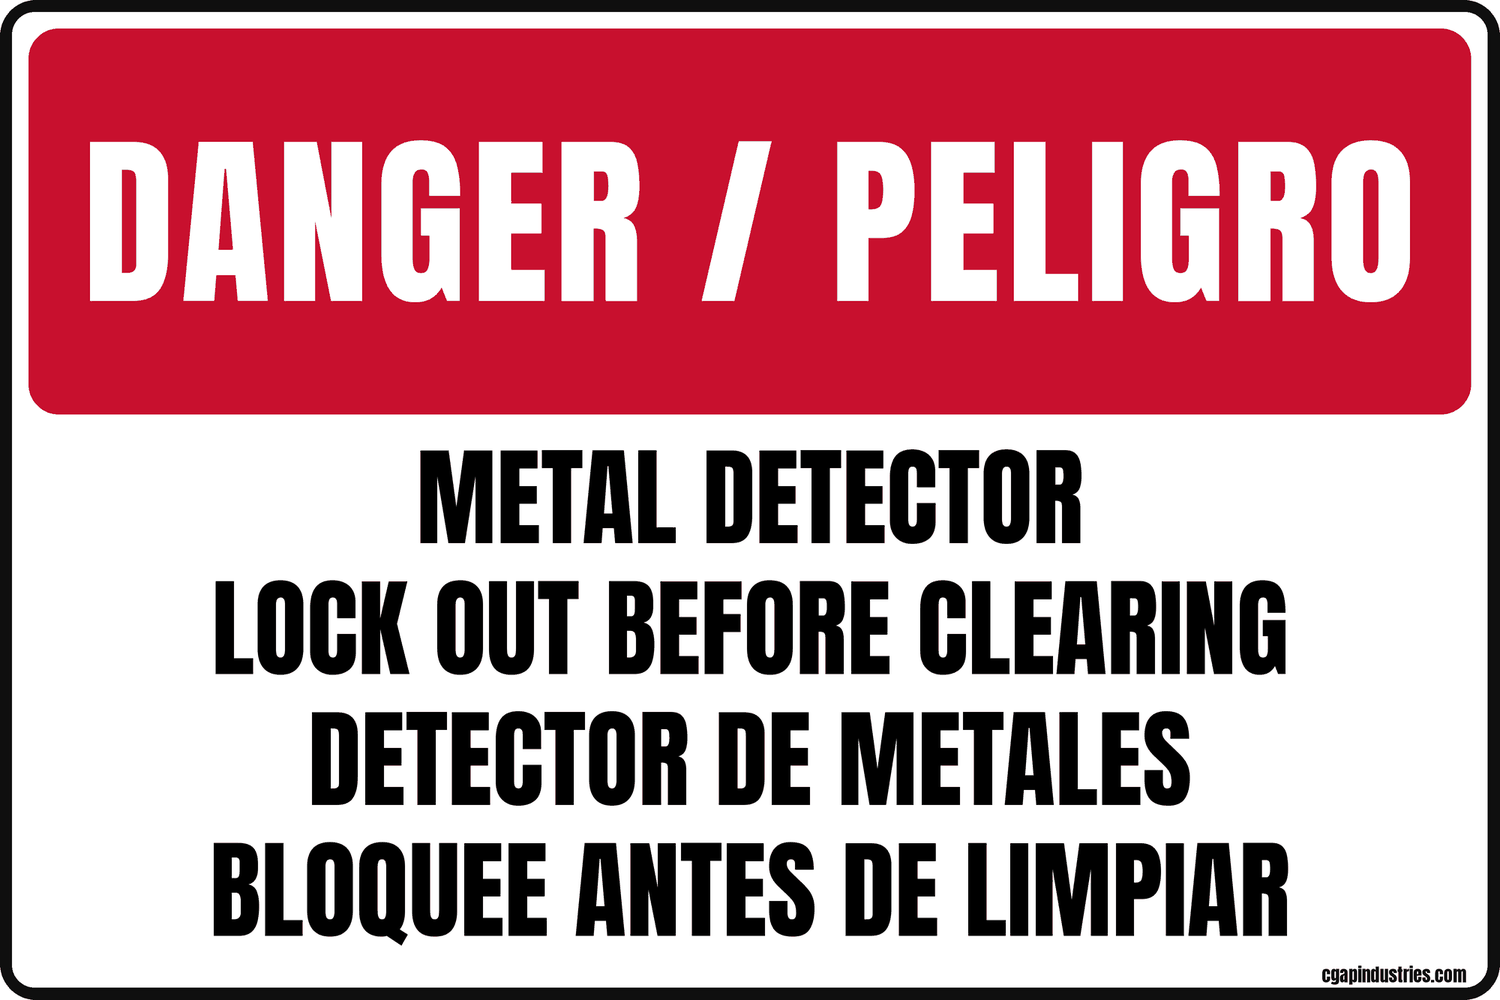 DANGER / PELIGRO
METAL DETECTOR
LOCK OUT BEFORE CLEARING
DETECTOR DE METALES
BLOQUEE ANTES DE LIMPIAR
cgapindustries.com